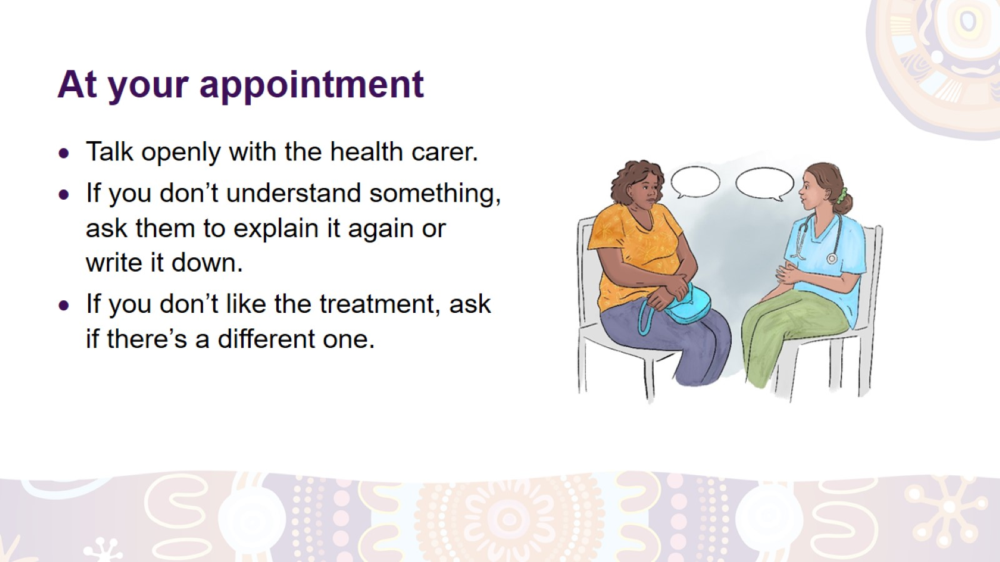 At your appointment
● Talk openly with the health carer.
● If you don’t understand something,
ask them to explain it again or
write it down.
● If you don’t like the treatment, ask
if there’s a different one.